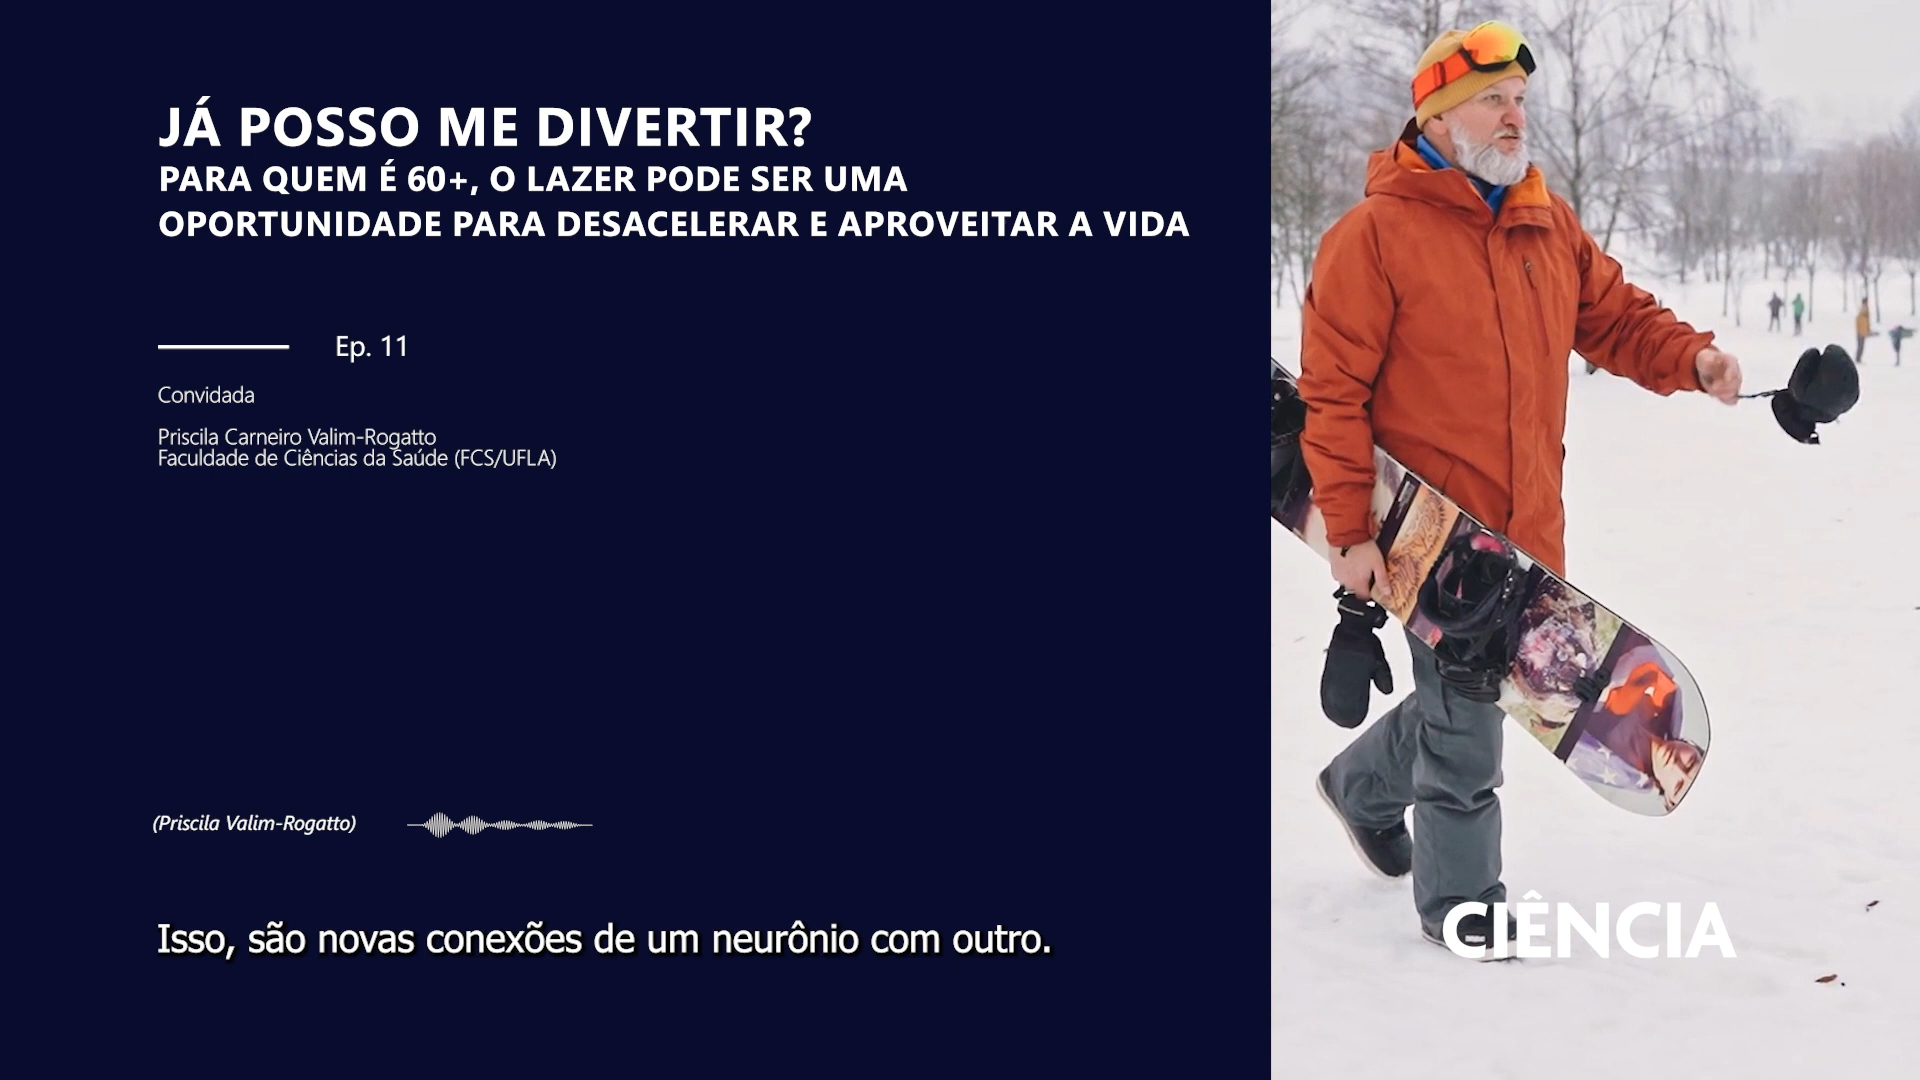 JÁ POSSO ME DIVERTIR?
PARA QUEM É 60+, O LAZER PODE SER UMA
OPORTUNIDADE PARA DESACELERAR E APROVEITAR A VIDA
Ep. 11
Convidada
Priscila Carneiro Valim-Rogatto
Faculdade de Ciências da Saúde (FCS/UFLA)
(Priscila Valim-Rogatto)
Isso, são novas conexões de um neurônio com outro.
CIÊNCIA